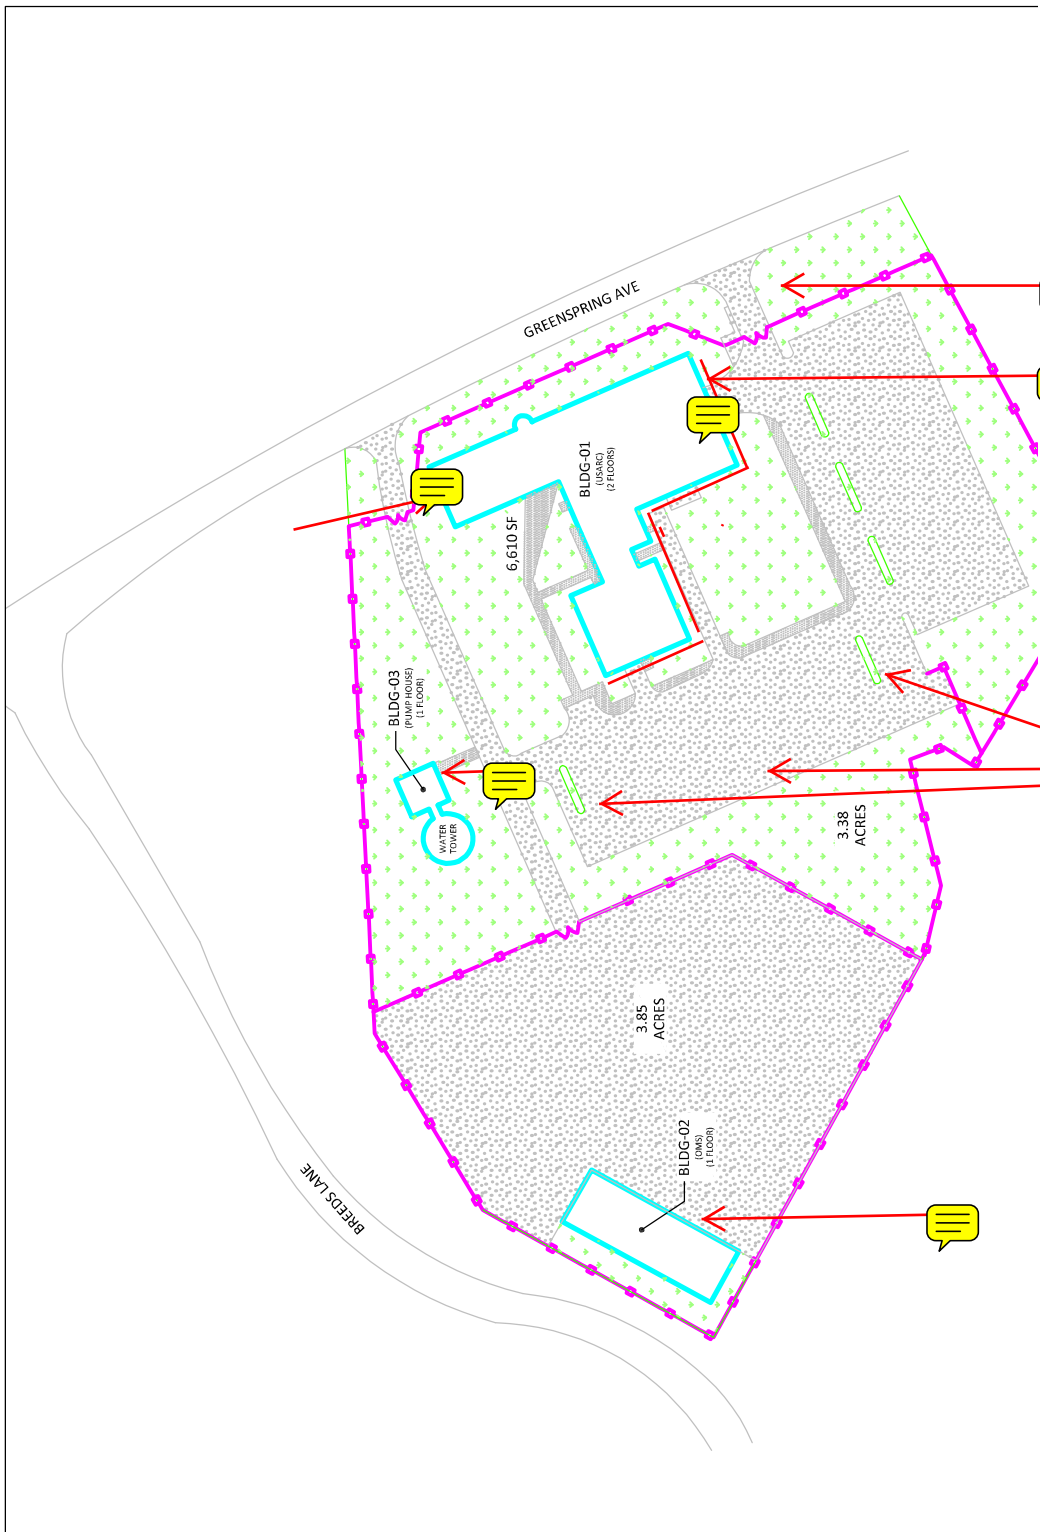 GREENSPRING AVE
BLDG-01
(USARC)
(2 FLOORS)
6,610 SF
BLDG-03
(PUMP HOUSE)
(1 FLOOR)
WATER
TOWER
3.38
ACRES
3.85
ACRES
BLDG-02
(OMS)
(1 FLOOR)
BREEDS LANE